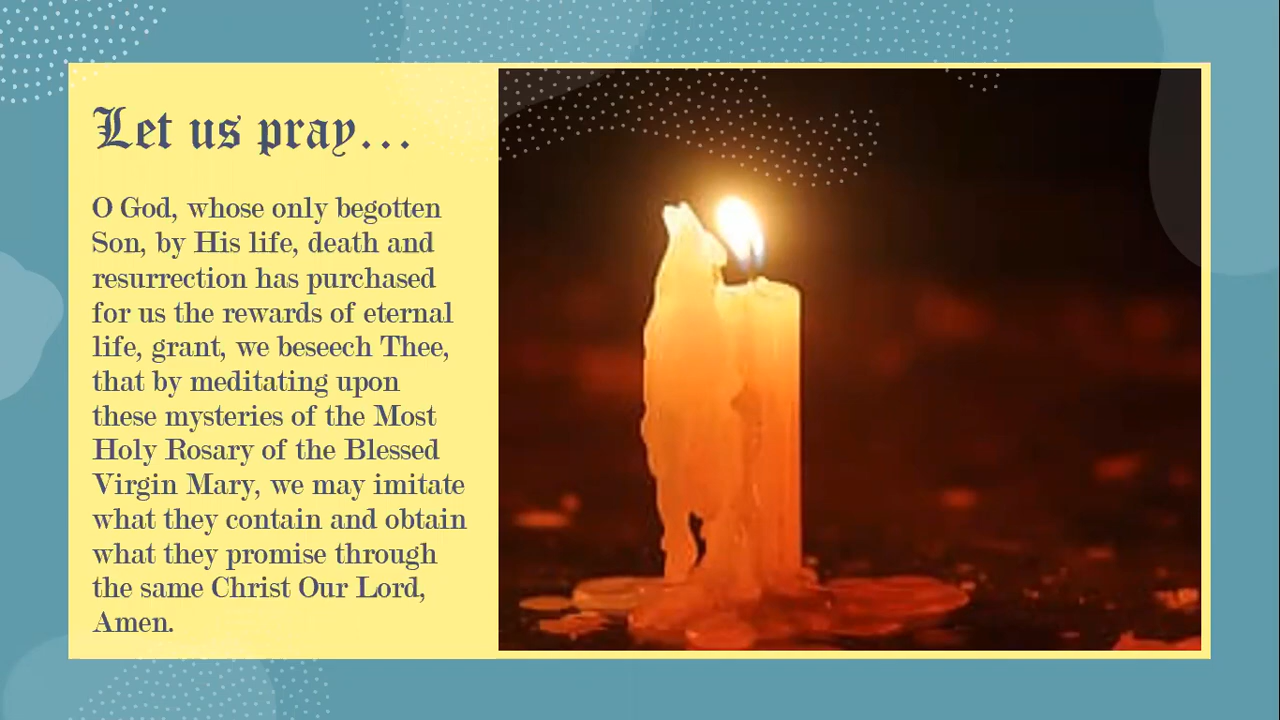 Let us pray...
O God, whose only begotten
Son, by His life, death and
resurrection has purchased
for us the rewards of eternal
life, grant, we beseech Thee,
that by meditating upon
these mysteries of the Most
Holy Rosary of the Blessed
Virgin Mary, we may imitate
what they contain and obtain
what they promise through
the same Christ Our Lord,
Amen.